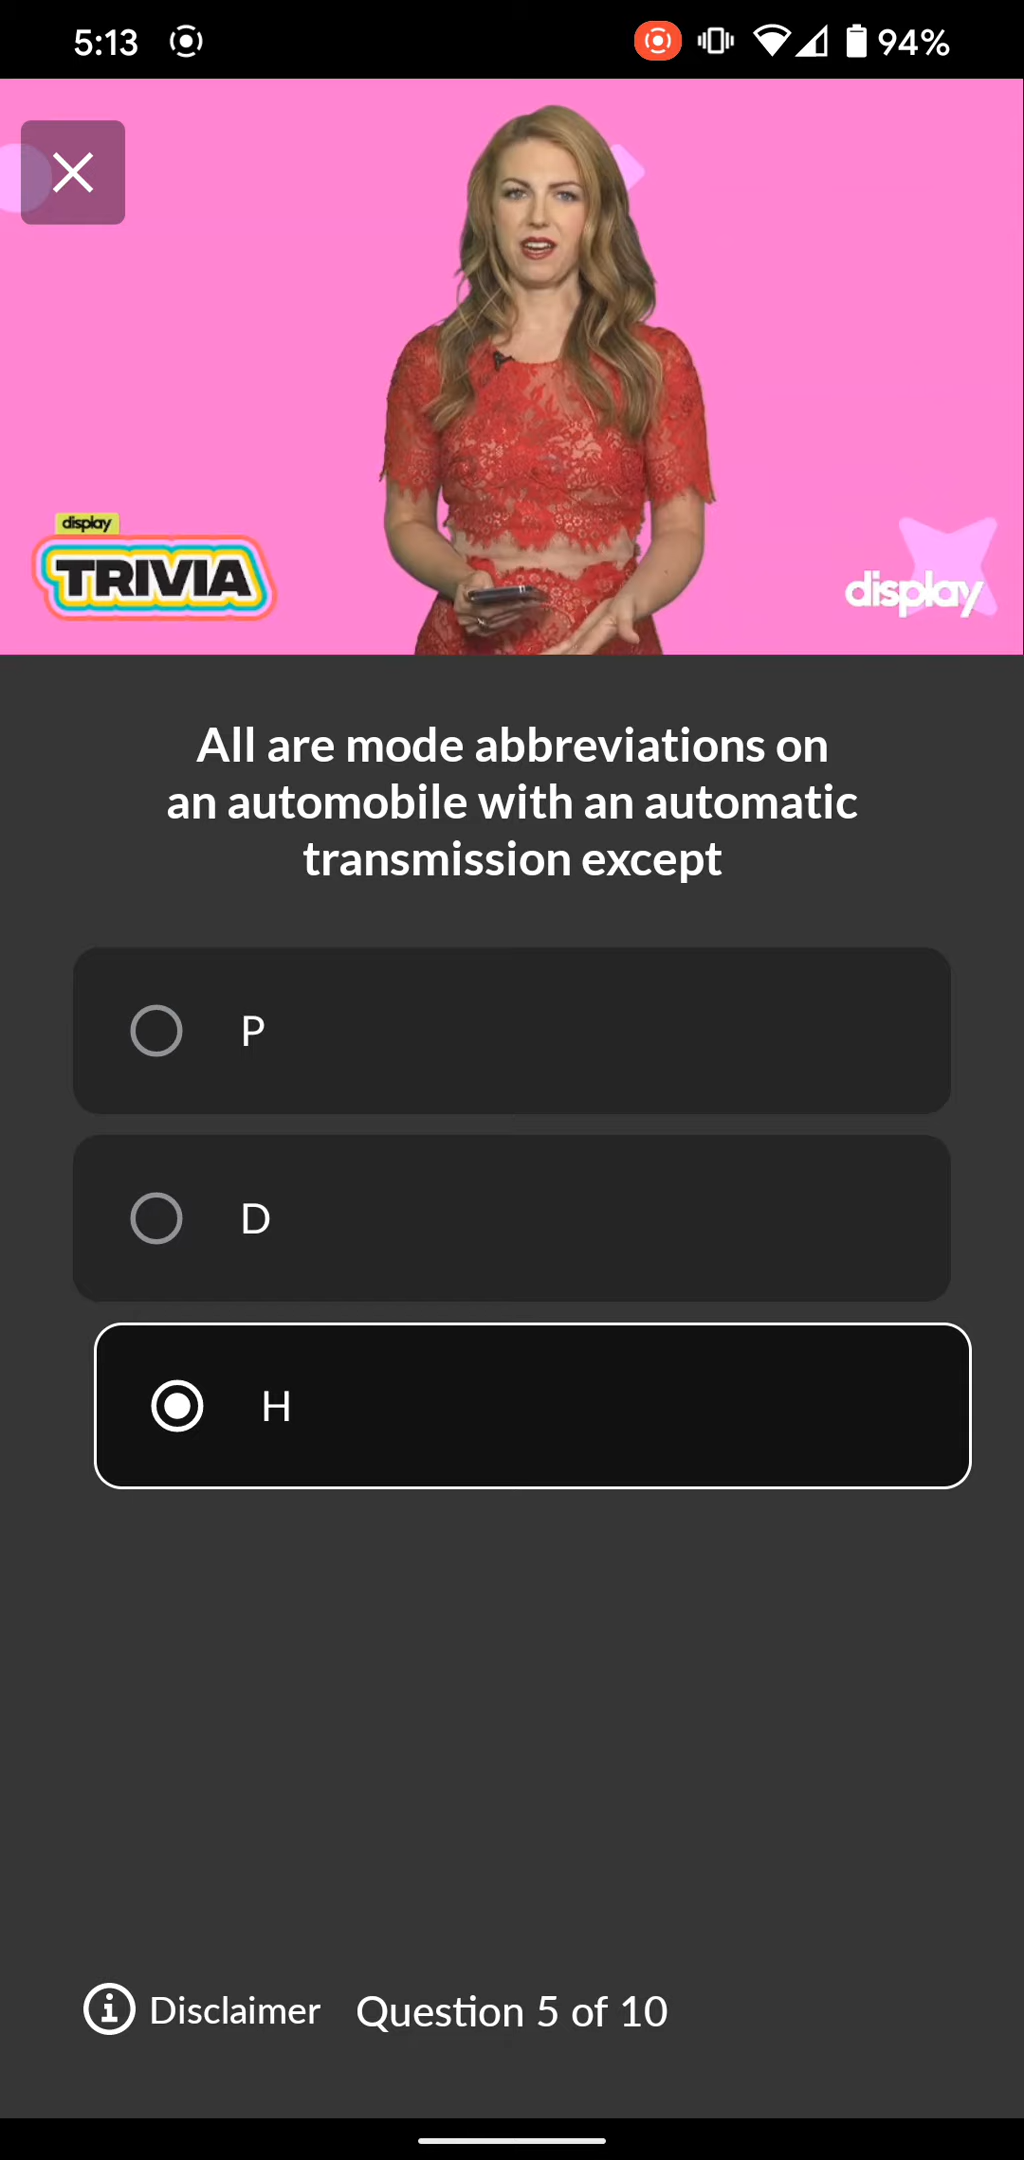 5:13
94%
display
TRIVIA
display
All are mode abbreviations on
an automobile with an automatic
transmission except
P
D
H
Disclaimer Question 5 of 10